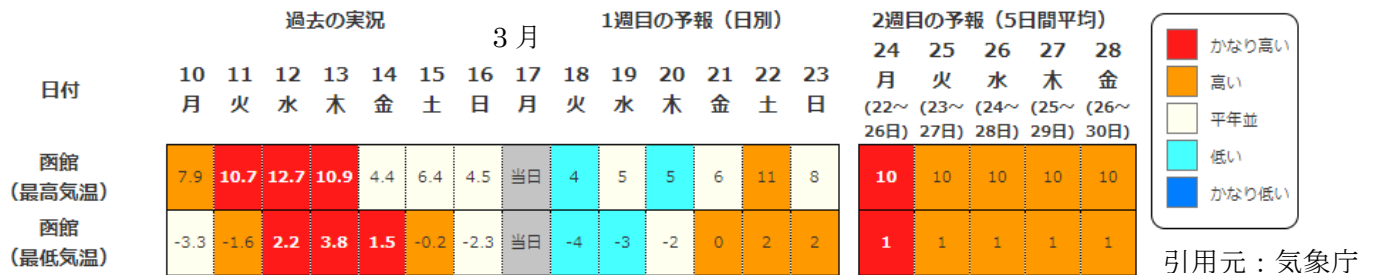 過去の実況 3月 1週目の予報（日別） 2週目の予報（5日間平均）
日付 10 11 12 13 14 15 16 17 18 19 20 21 22 23 24 25 26 27 28
月 火 水 木 金 土 日 月 火 水 木 金 土 日 月 火 水 木 金
(22～ (23～ (24～ (25～ (26～
26日) 27日) 28日) 29日) 30日)
函館
（最高気温） 7.9 10.7 12.7 10.9 4.4 6.4 4.5 当日 4 5 5 6 11 8 10 10 10 10 10
函館
（最低気温） -3.3 -1.6 2.2 3.8 1.5 -0.2 -2.3 当日 -4 -3 -2 0 2 2 1 1 1 1 1
かなり高い
高い
平年並
低い
かなり低い
引用元：気象庁